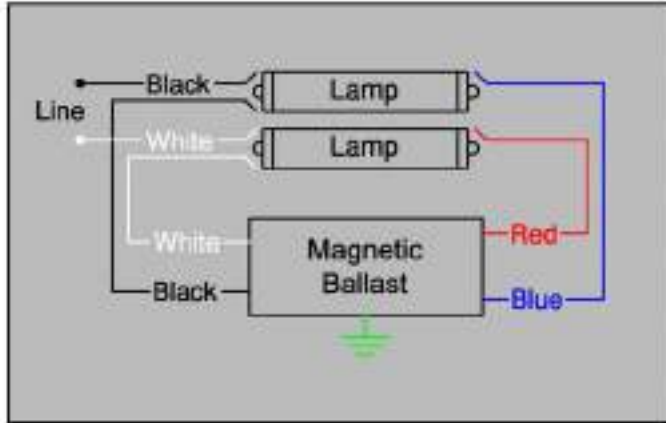 Black
Lamp
Line
White
Lamp
White
Magnetic
Ballast
Red
Black
Blue